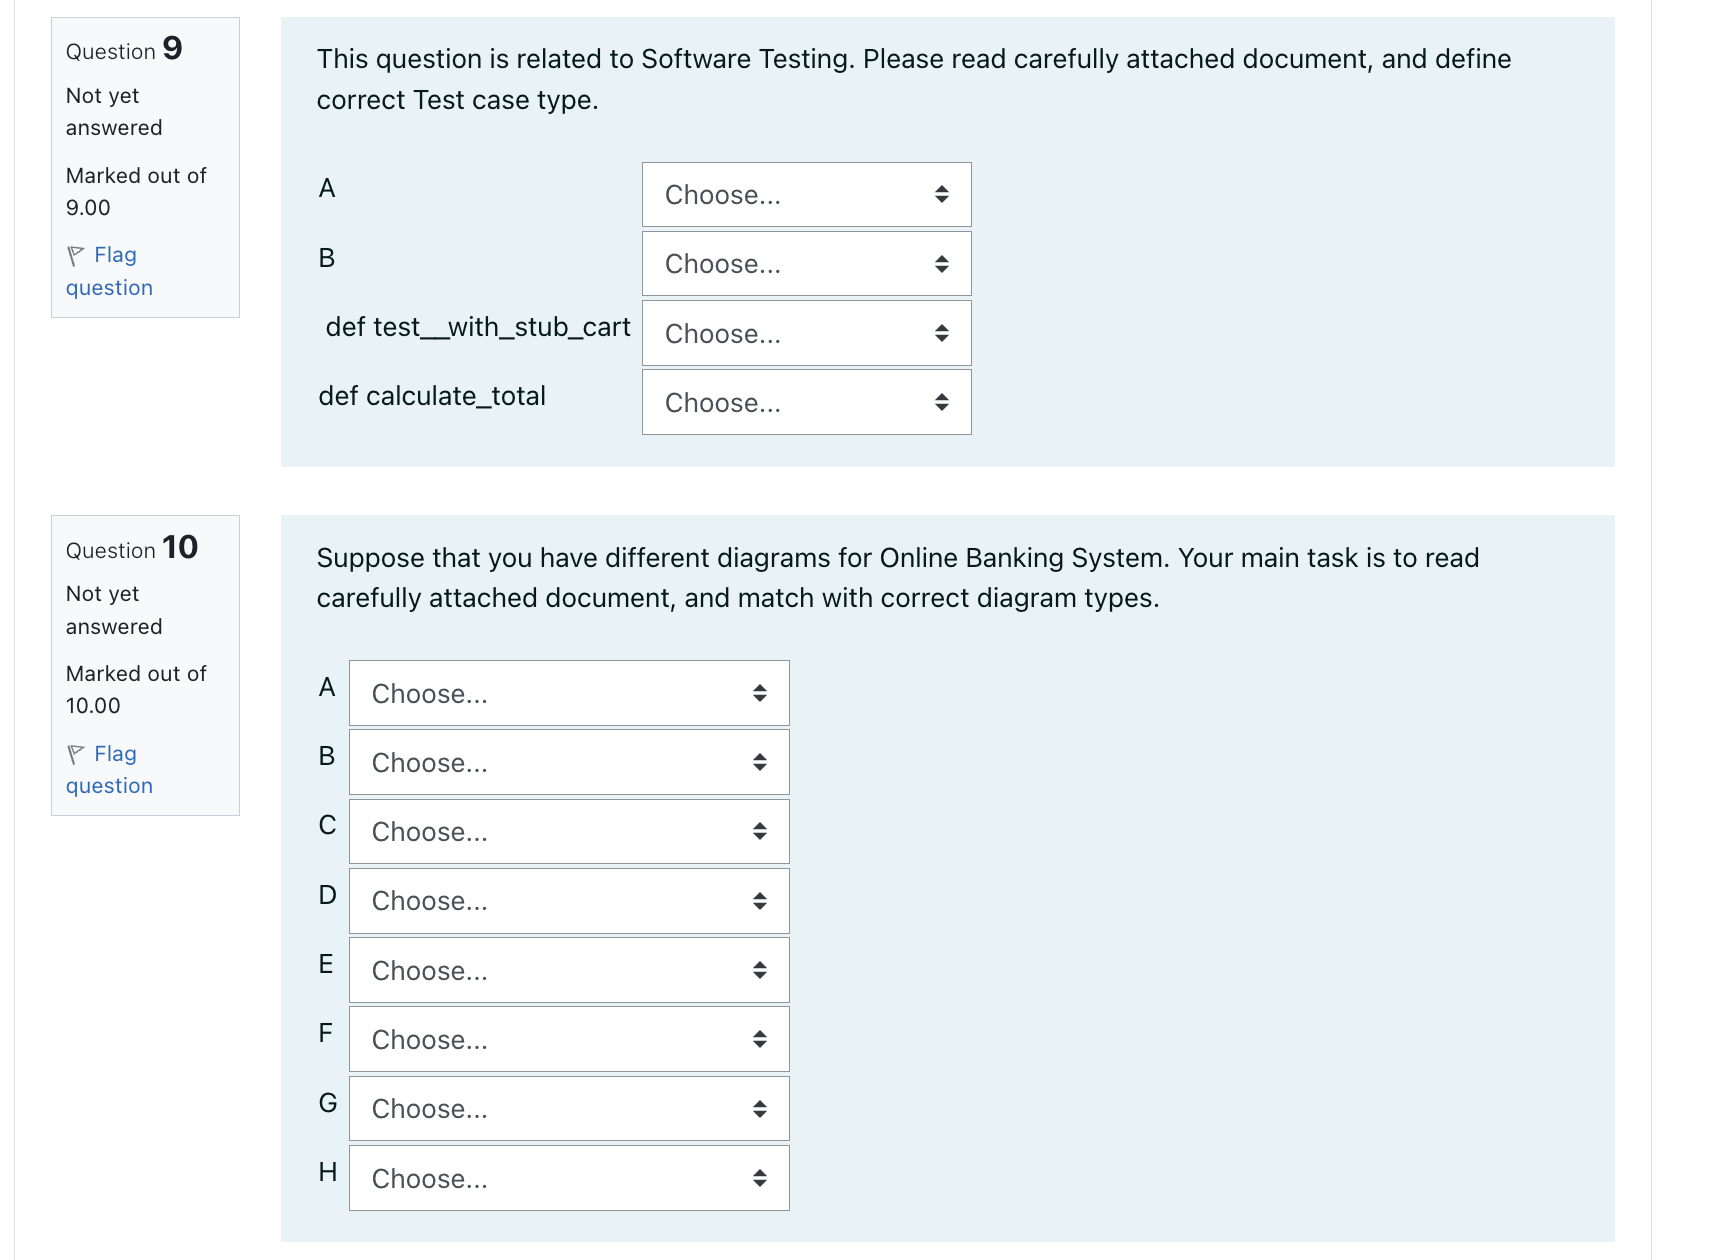 Question 9
Not yet
answered
Marked out of
9.00
Flag
question
This question is related to Software Testing. Please read carefully attached document, and define
correct Test case type.
A
Choose...
B
Choose...
def test__with_stub_cart
Choose...
def calculate_total
Choose...
Question 10
Not yet
answered
Marked out of
10.00
Flag
question
Suppose that you have different diagrams for Online Banking System. Your main task is to read
carefully attached document, and match with correct diagram types.
A
Choose...
B
Choose...
C
Choose...
D
Choose...
E
Choose...
F
Choose...
G
Choose...
H
Choose...